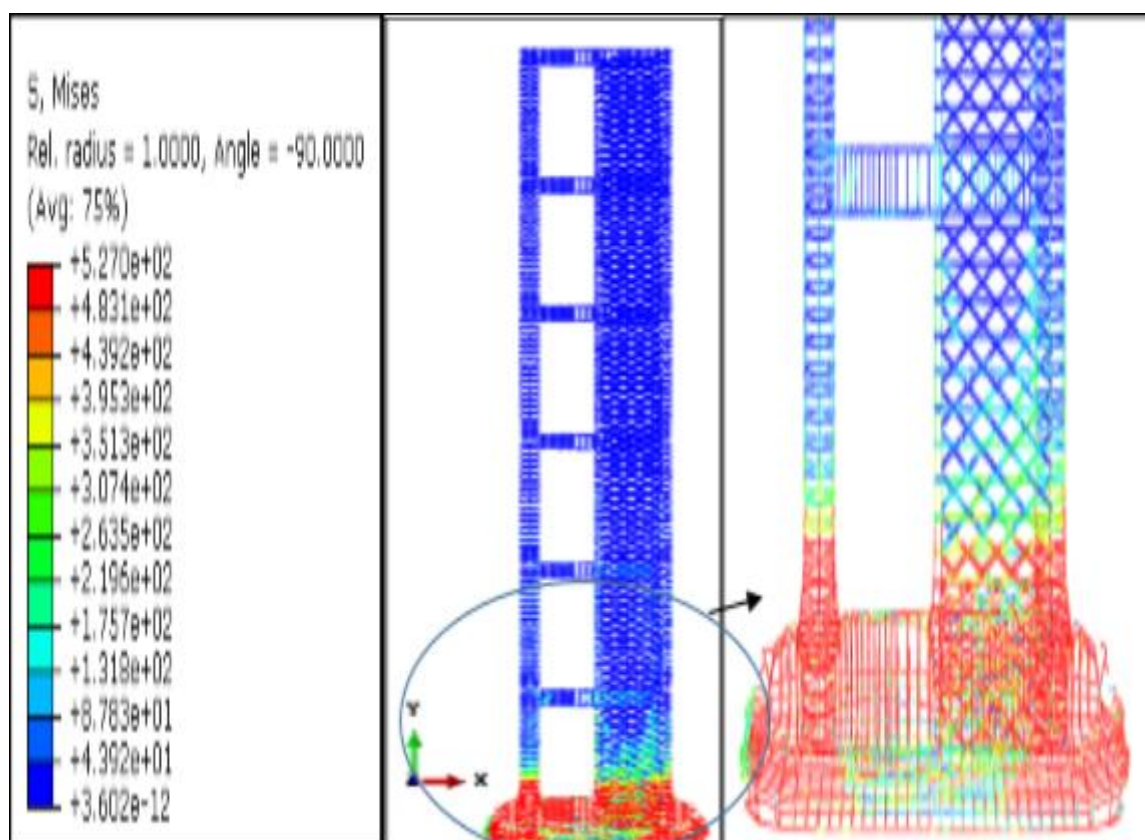 S, Mises
Rel. radius = 1.0000, Angle = -90.0000
(Avg: 75%)
+5.270e+02
+4.831e+02
+4.392e+02
+3.953e+02
+3.513e+02
+3.074e+02
+2.635e+02
+2.196e+02
+1.757e+02
+1.318e+02
+8.783e+01
+4.392e+01
+3.602e-12
Y
X